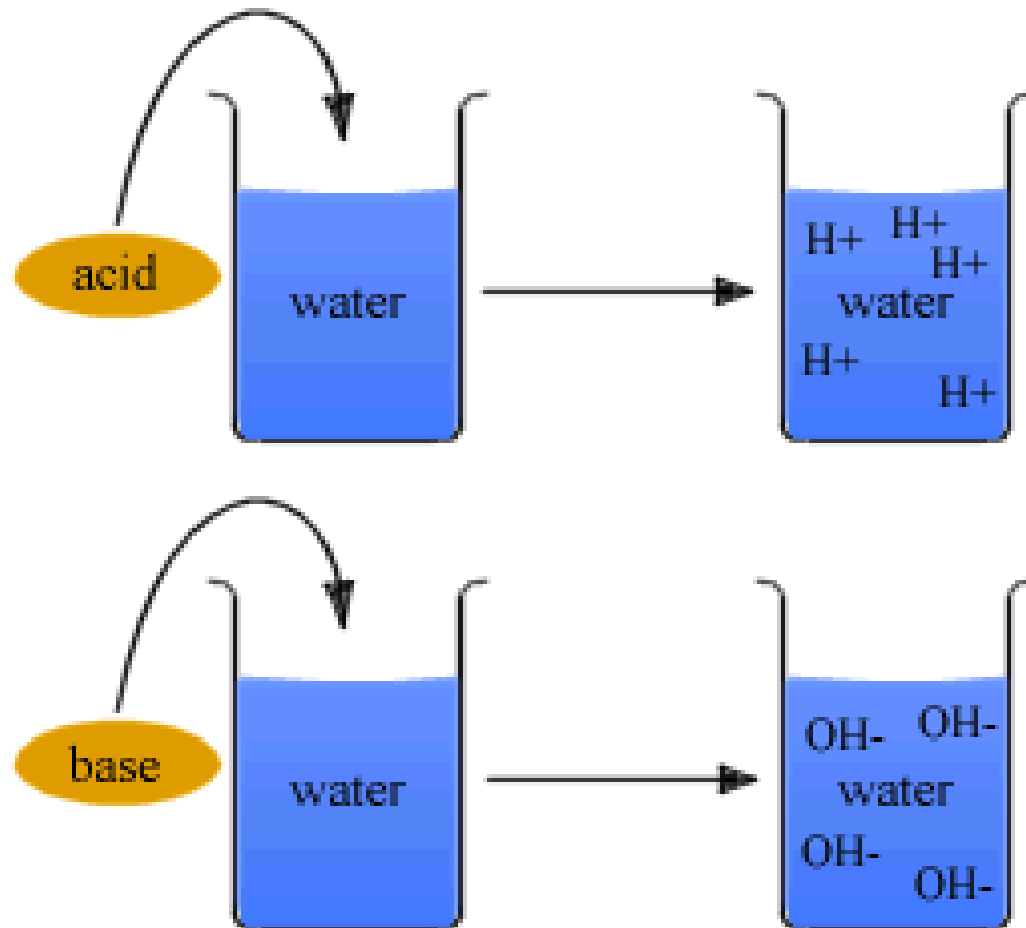 acid
water
H+
H+
H+
water
H+
H+
base
water
OH-
OH-
water
OH-
OH-